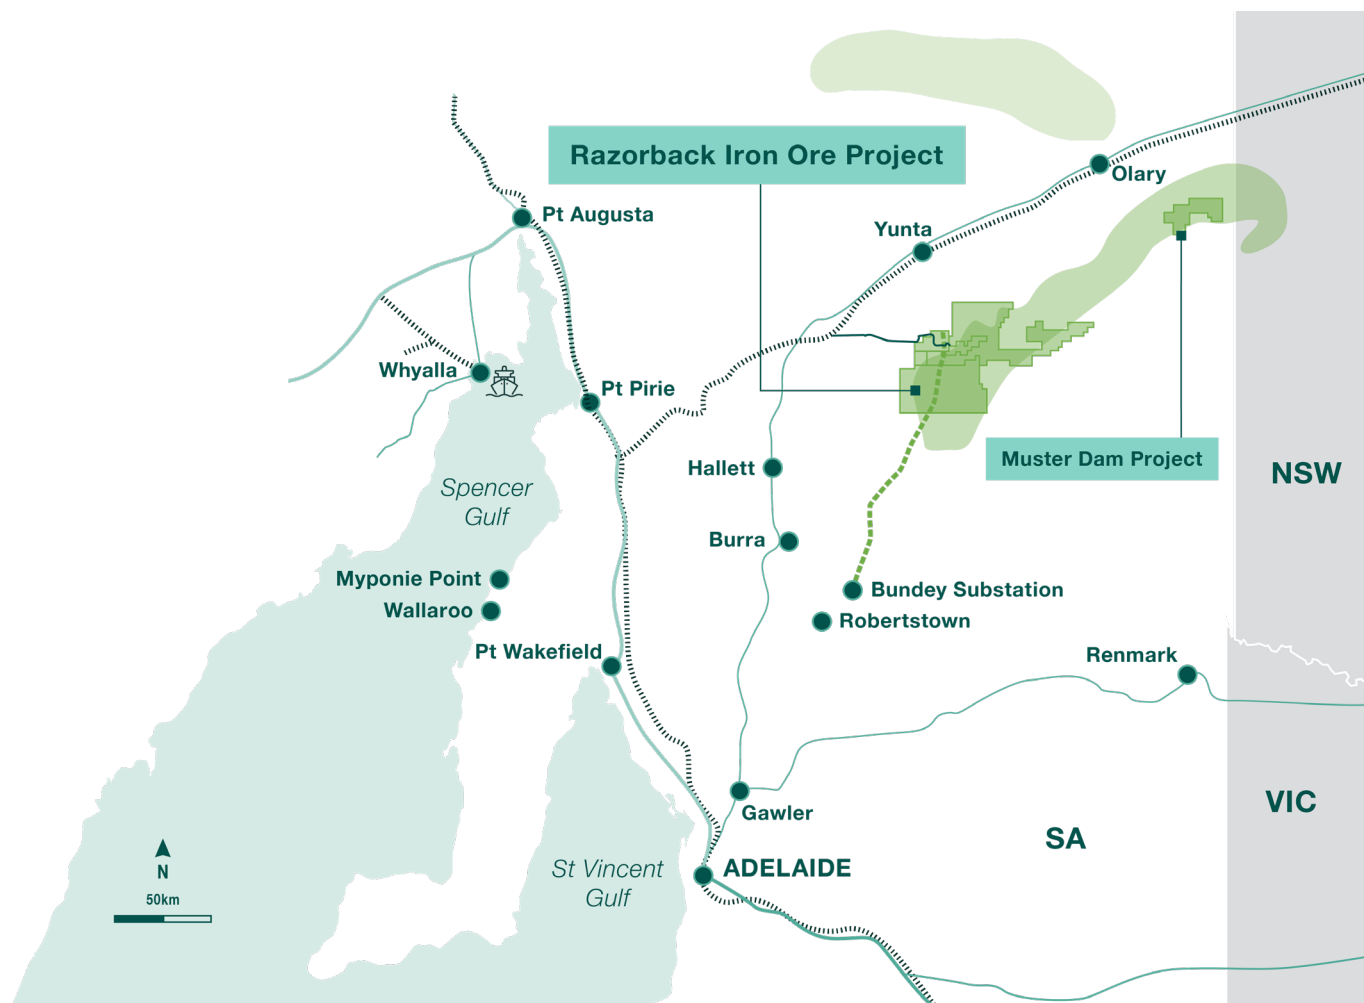 Razorback Iron Ore Project
Olary
Pt Augusta
Yunta
Whyalla
Pt Pirie
Muster Dam Project
Hallett
NSW
Spencer
Gulf
Burra
Myponie Point
Bundey Substation
Wallaroo
Robertstown
Pt Wakefield
Renmark
VIC
Gawler
SA
N
St Vincent
Gulf
ADELAIDE
50km